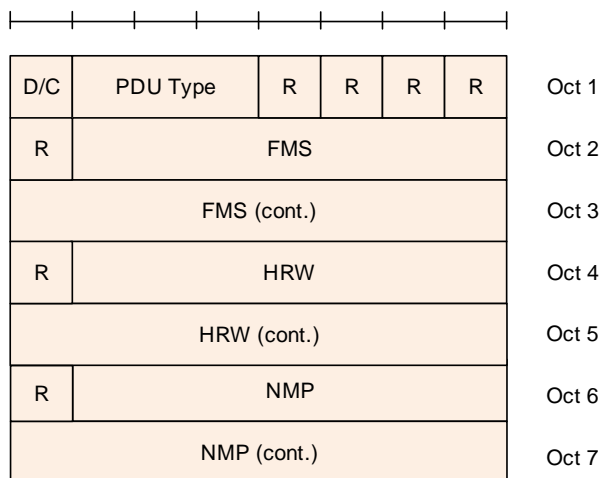 D/C PDU Type R R R R Oct 1
R FMS Oct 2
FMS (cont.) Oct 3
R HRW Oct 4
HRW (cont.) Oct 5
R NMP Oct 6
NMP (cont.) Oct 7